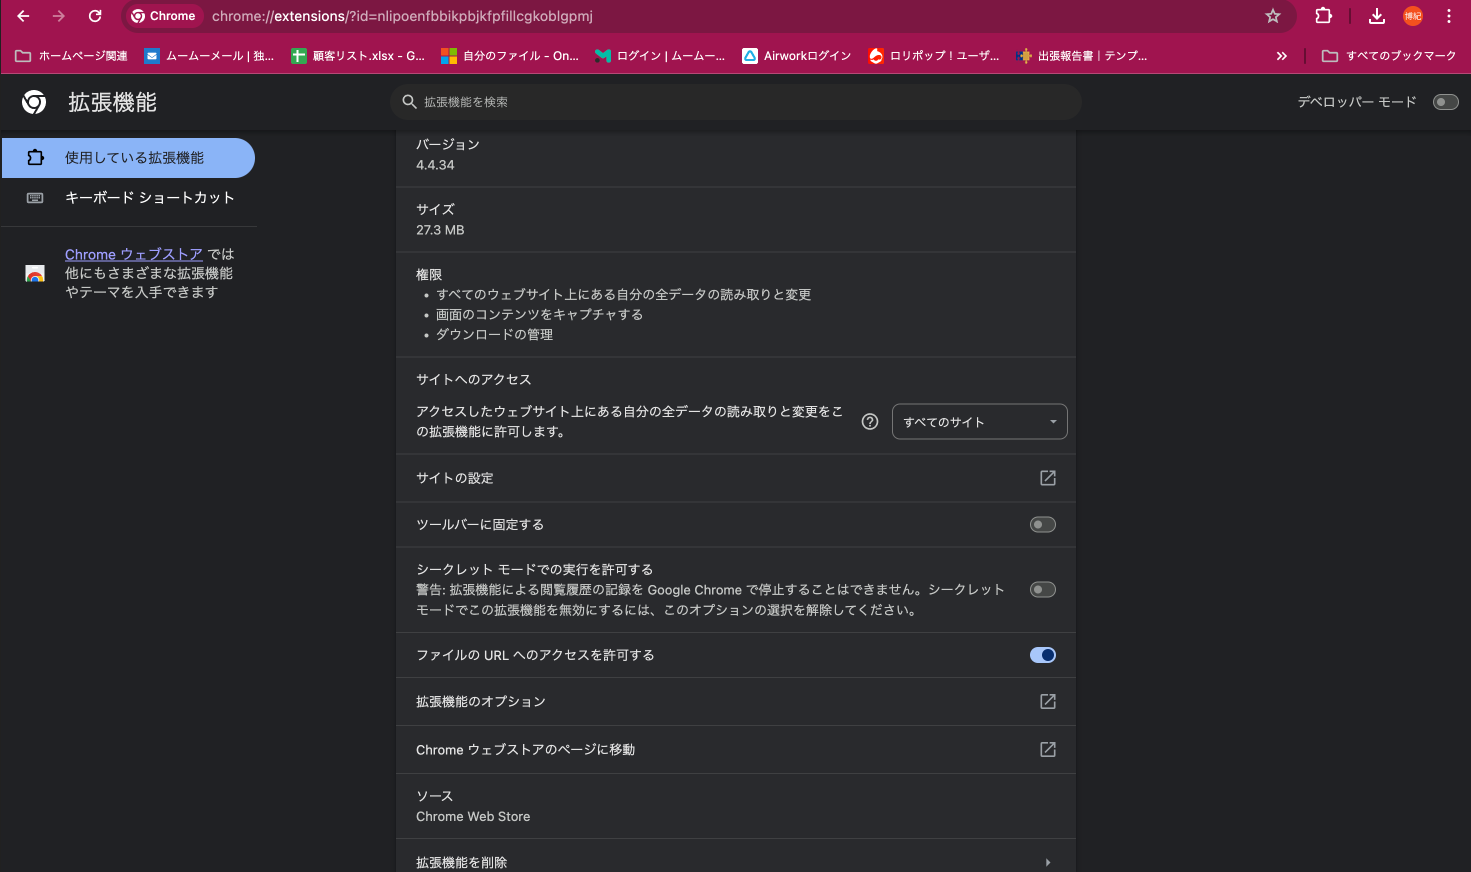 Chrome
chrome://extensions/?id=nlipoenfbbikpbjkfpfillcgkoblgpmj
博紀
ホームページ関連
ムームーメール | 独...
顧客リスト.xlsx - G...
自分のファイル - On...
ログイン | ムームー...
Airworkログイン
ロリポップ！ユーザ...
出張報告書｜テンプ...
すべてのブックマーク
拡張機能
拡張機能を検索
デベロッパー モード
使用している拡張機能
キーボード ショートカット
Chrome ウェブストア では
他にもさまざまな拡張機能
やテーマを入手できます
バージョン
4.4.34
サイズ
27.3 MB
権限
• すべてのウェブサイト上にある自分の全データの読み取りと変更
• 画面のコンテンツをキャプチャする
• ダウンロードの管理
サイトへのアクセス
アクセスしたウェブサイト上にある自分の全データの読み取りと変更をこ
の拡張機能に許可します。
すべてのサイト
サイトの設定
ツールバーに固定する
シークレット モードでの実行を許可する
警告: 拡張機能による閲覧履歴の記録を Google Chrome で停止することはできません。シークレット
モードでこの拡張機能を無効にするには、このオプションの選択を解除してください。
ファイルの URL へのアクセスを許可する
拡張機能のオプション
Chrome ウェブストアのページに移動
ソース
Chrome Web Store
拡張機能を削除